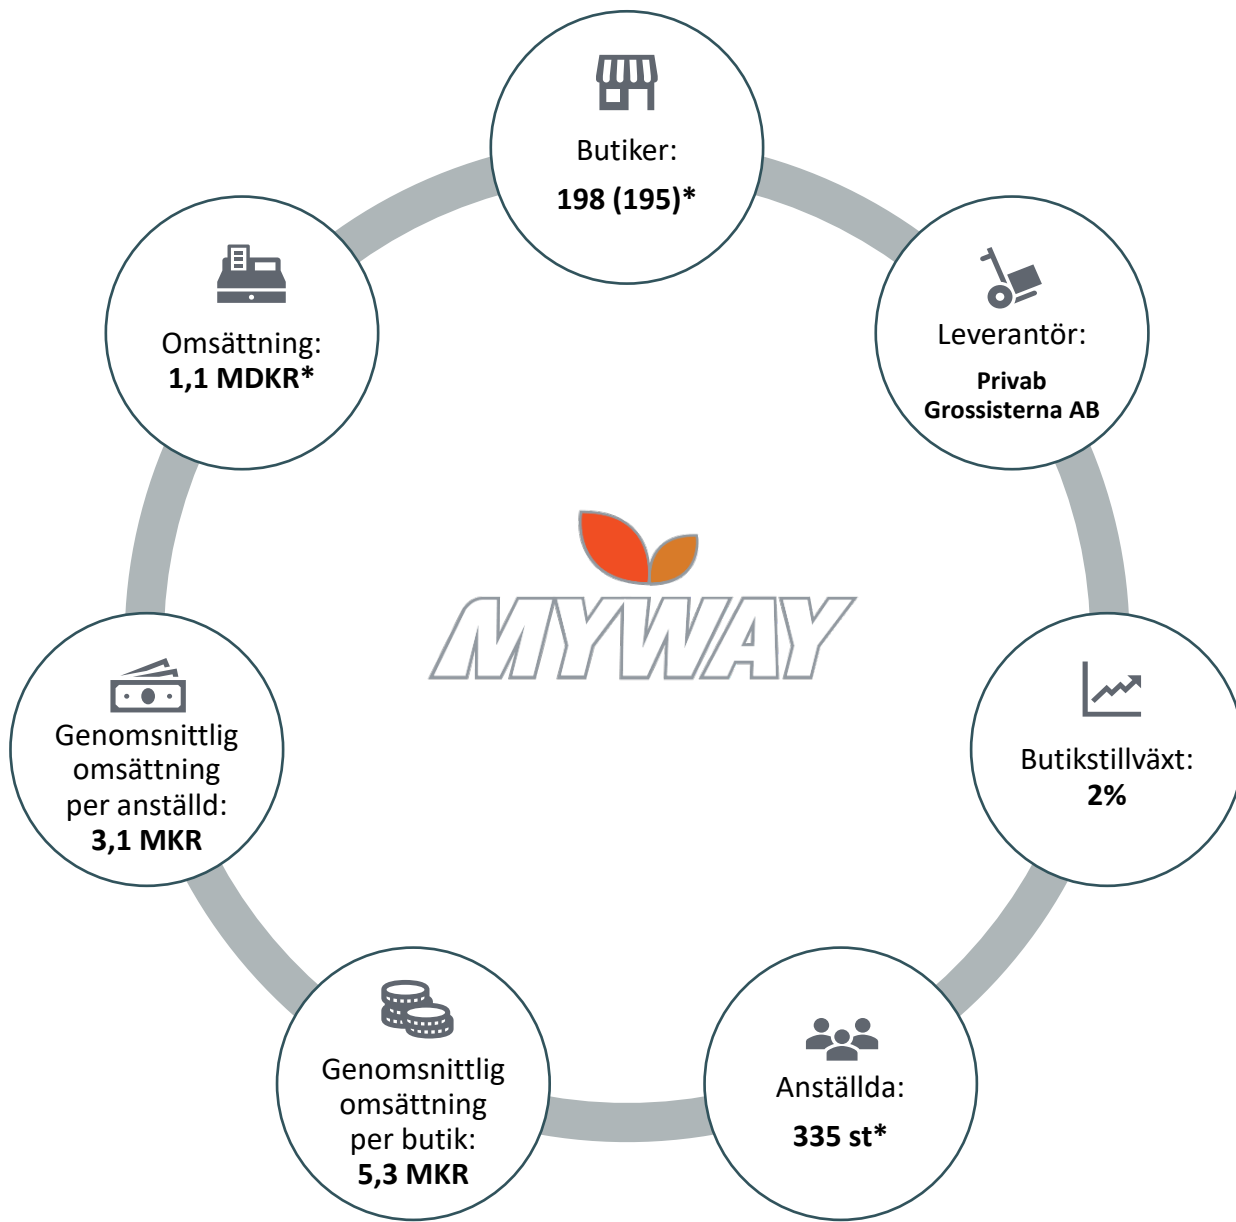 Butiker:
198 (195)*
Leverantör:
Privab
Grossisterna AB
Butikstillväxt:
2%
Anställda:
335 st*
Genomsnittlig
omsättning
per butik:
5,3 MKR
Genomsnittlig
omsättning
per anställd:
3,1 MKR
Omsättning:
1,1 MDKR*
MYWAY